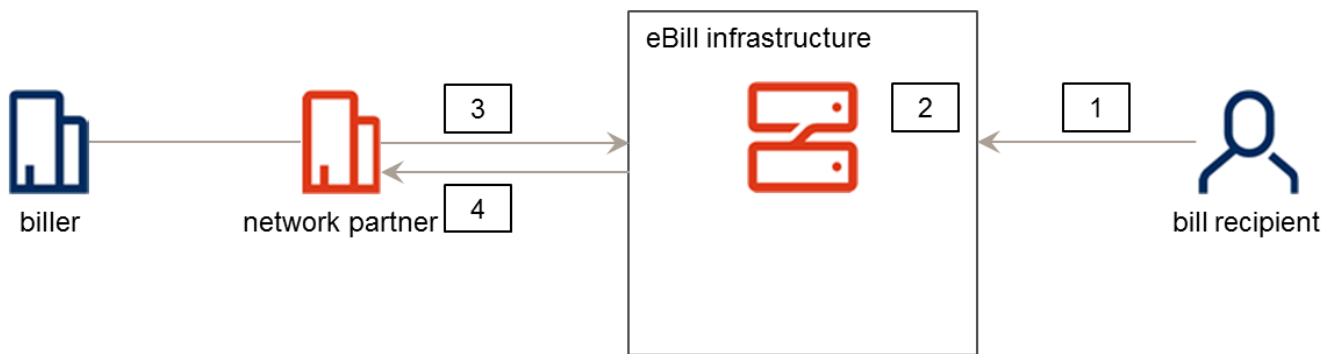 eBill infrastructure
3
2
1
biller
network partner
4
bill recipient